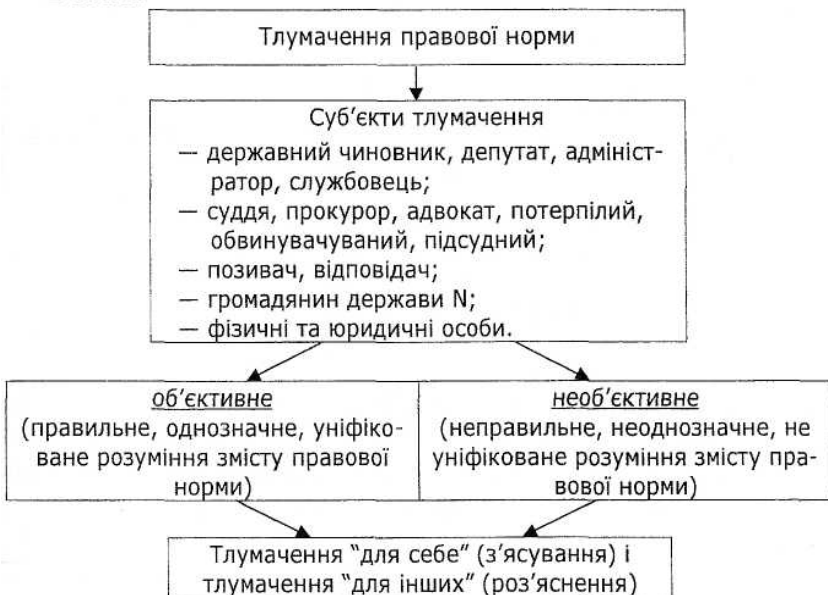 Тлумачення правової норми
Суб’єкти тлумачення
— державний чиновник, депутат, адмініст-
ратор, службовець;
— суддя, прокурор, адвокат, потерпілий,
обвинувачуваний, підсудний;
— позивач, відповідач;
— громадянин держави N;
— фізичні та юридичні особи.
об’єктивне
(правильне, однозначне, уніфіко-
ване розуміння змісту правової
норми)
необ’єктивне
(неправильне, неоднозначне, не
уніфіковане розуміння змісту пра-
вової норми)
Тлумачення “для себе” (з’ясування) і
тлумачення “для інших” (роз’яснення)